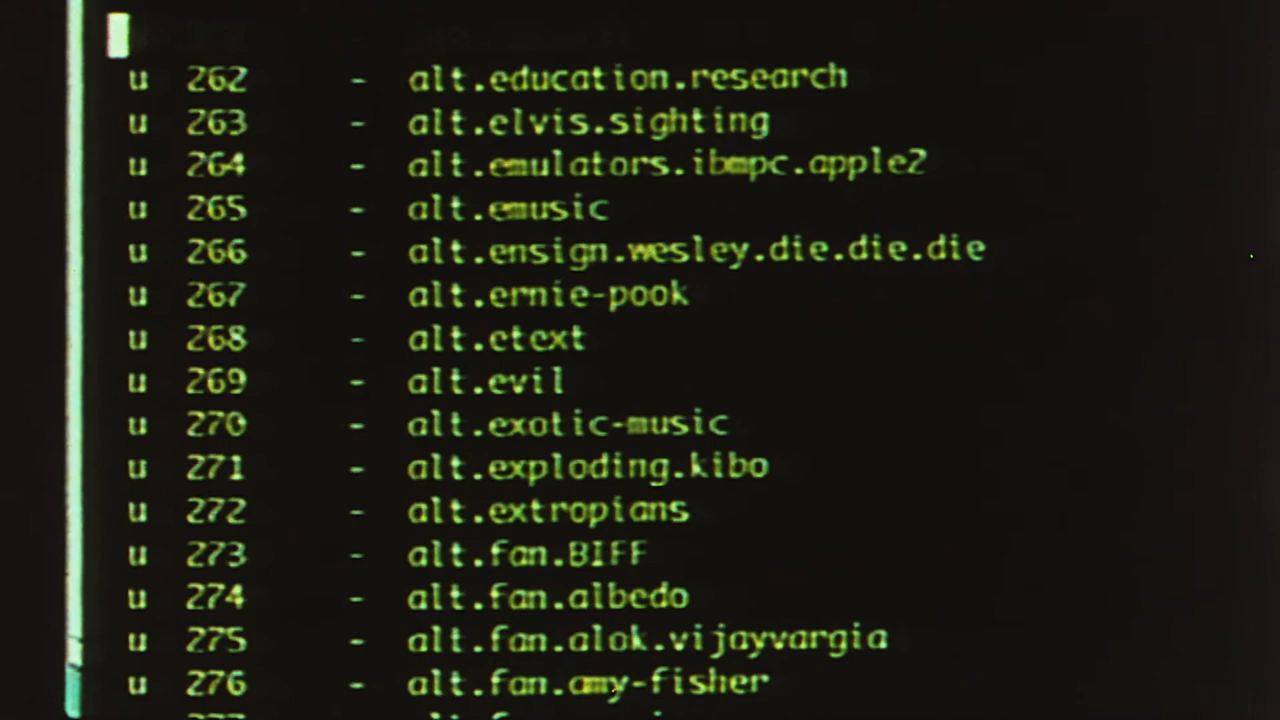 u 262 - alt.education.research
u 263 - alt.elvis.sighting
u 264 - alt.emulators.ibmpc.apple2
u 265 - alt.emusic
u 266 - alt.ensign.wesley.die.die.die
u 267 - alt.ernie-pook
u 268 - alt.etext
u 269 - alt.evil
u 270 - alt.exotic-music
u 271 - alt.exploding.kibo
u 272 - alt.extropians
u 273 - alt.fan.BIFF
u 274 - alt.fan.albedo
u 275 - alt.fan.alok.vijayvargia
u 276 - alt.fan.amy-fisher